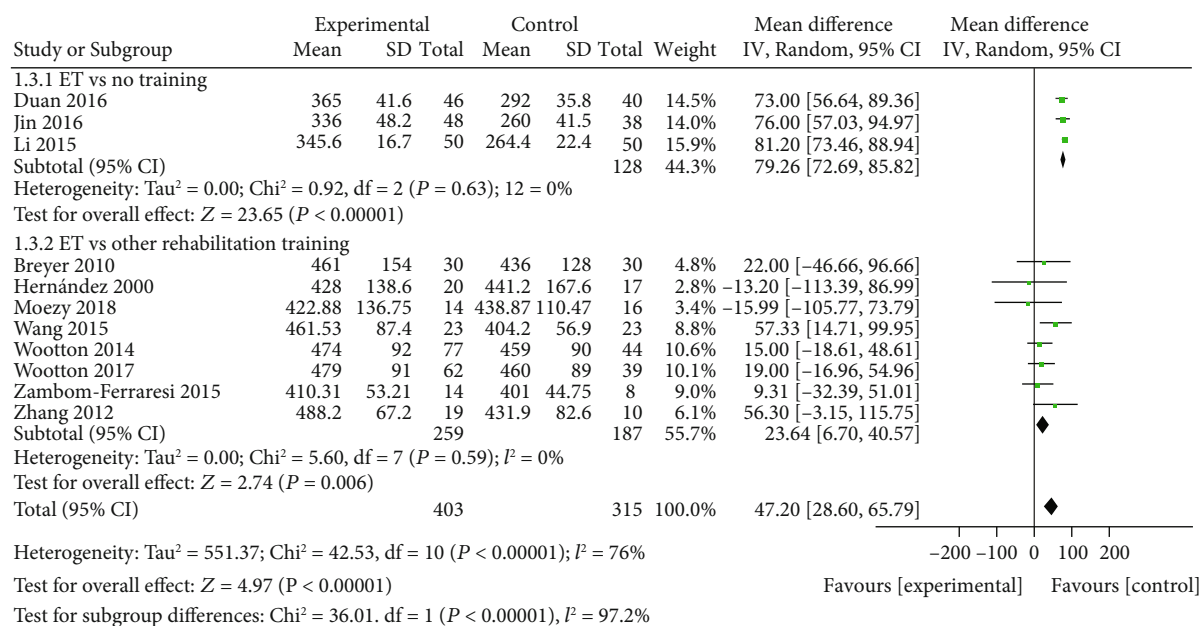 Experimental Control Mean difference Mean difference
Study or Subgroup Mean SD Total Mean SD Total Weight IV, Random, 95% CI IV, Random, 95% CI
1.3.1 ET vs no training
Duan 2016 365 41.6 46 292 35.8 40 14.5% 73.00 [56.64, 89.36]
Jin 2016 336 48.2 48 260 41.5 38 14.0% 76.00 [57.03, 94.97]
Li 2015 345.6 16.7 50 264.4 22.4 50 15.9% 81.20 [73.46, 88.94]
Subtotal (95% CI) 128 44.3% 79.26 [72.69, 85.82]
Heterogeneity: Tau² = 0.00; Chi² = 0.92, df = 2 (P = 0.63); 12 = 0%
Test for overall effect: Z = 23.65 (P < 0.00001)
1.3.2 ET vs other rehabilitation training
Breyer 2010 461 154 30 436 128 30 4.8% 22.00 [−46.66, 96.66]
Hernández 2000 428 138.6 20 441.2 167.6 17 2.8% −13.20 [−113.39, 86.99]
Moezy 2018 422.88 136.75 14 438.87 110.47 16 3.4% −15.99 [−105.77, 73.79]
Wang 2015 461.53 87.4 23 404.2 56.9 23 8.8% 57.33 [14.71, 99.95]
Wootton 2014 474 92 77 459 90 44 10.6% 15.00 [−18.61, 48.61]
Wootton 2017 479 91 62 460 89 39 10.1% 19.00 [−16.96, 54.96]
Zambom-Ferraresi 2015 410.31 53.21 14 401 44.75 8 9.0% 9.31 [−32.39, 51.01]
Zhang 2012 488.2 67.2 19 431.9 82.6 10 6.1% 56.30 [−3.15, 115.75]
Subtotal (95% CI) 259 187 55.7% 23.64 [6.70, 40.57]
Heterogeneity: Tau² = 0.00; Chi² = 5.60, df = 7 (P = 0.59); l² = 0%
Test for overall effect: Z = 2.74 (P = 0.006)
Total (95% CI) 403 315 100.0% 47.20 [28.60, 65.79]
Heterogeneity: Tau² = 551.37; Chi² = 42.53, df = 10 (P < 0.00001); l² = 76%
−200 −100 0 100 200
Test for overall effect: Z = 4.97 (P < 0.00001)
Favours [experimental] Favours [control]
Test for subgroup differences: Chi² = 36.01. df = 1 (P < 0.00001), l² = 97.2%